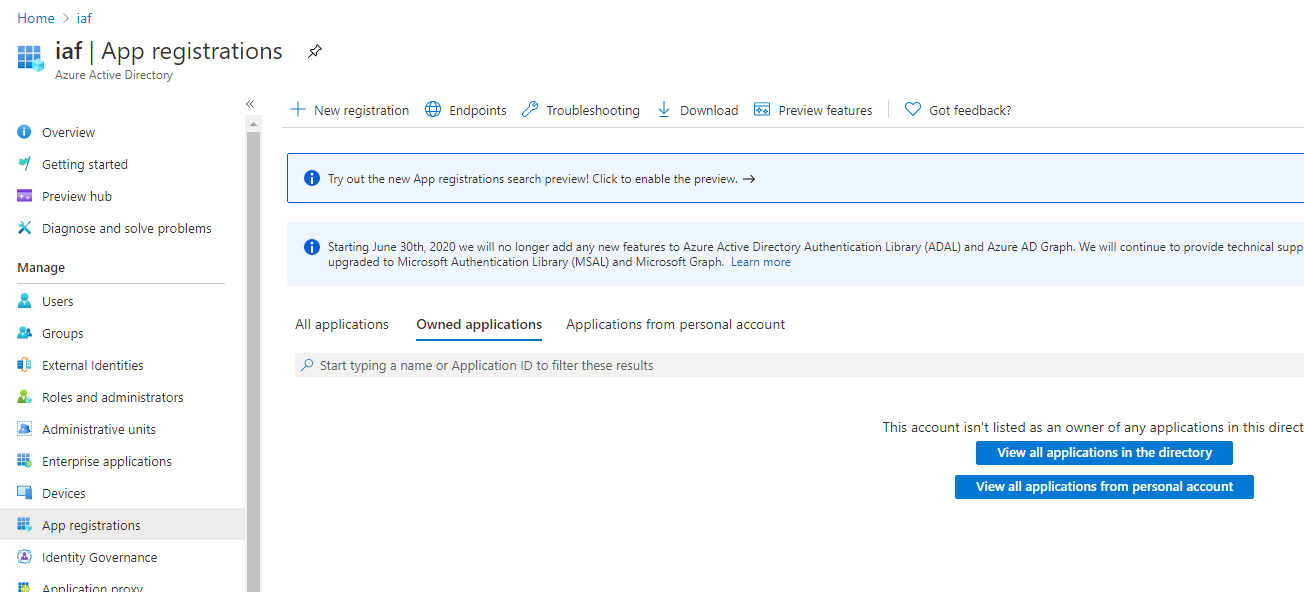 Home > iaf
iaf | App registrations
Azure Active Directory
«
Overview
Getting started
Preview hub
Diagnose and solve problems
Manage
Users
Groups
External Identities
Roles and administrators
Administrative units
Enterprise applications
Devices
App registrations
Identity Governance
Application proxy
New registration Endpoints Troubleshooting Download Preview features Got feedback?
Try out the new App registrations search preview! Click to enable the preview. →
Starting June 30th, 2020 we will no longer add any new features to Azure Active Directory Authentication Library (ADAL) and Azure AD Graph. We will continue to provide technical supp
upgraded to Microsoft Authentication Library (MSAL) and Microsoft Graph. Learn more
All applications Owned applications Applications from personal account
Start typing a name or Application ID to filter these results
This account isn't listed as an owner of any applications in this direct
View all applications in the directory
View all applications from personal account